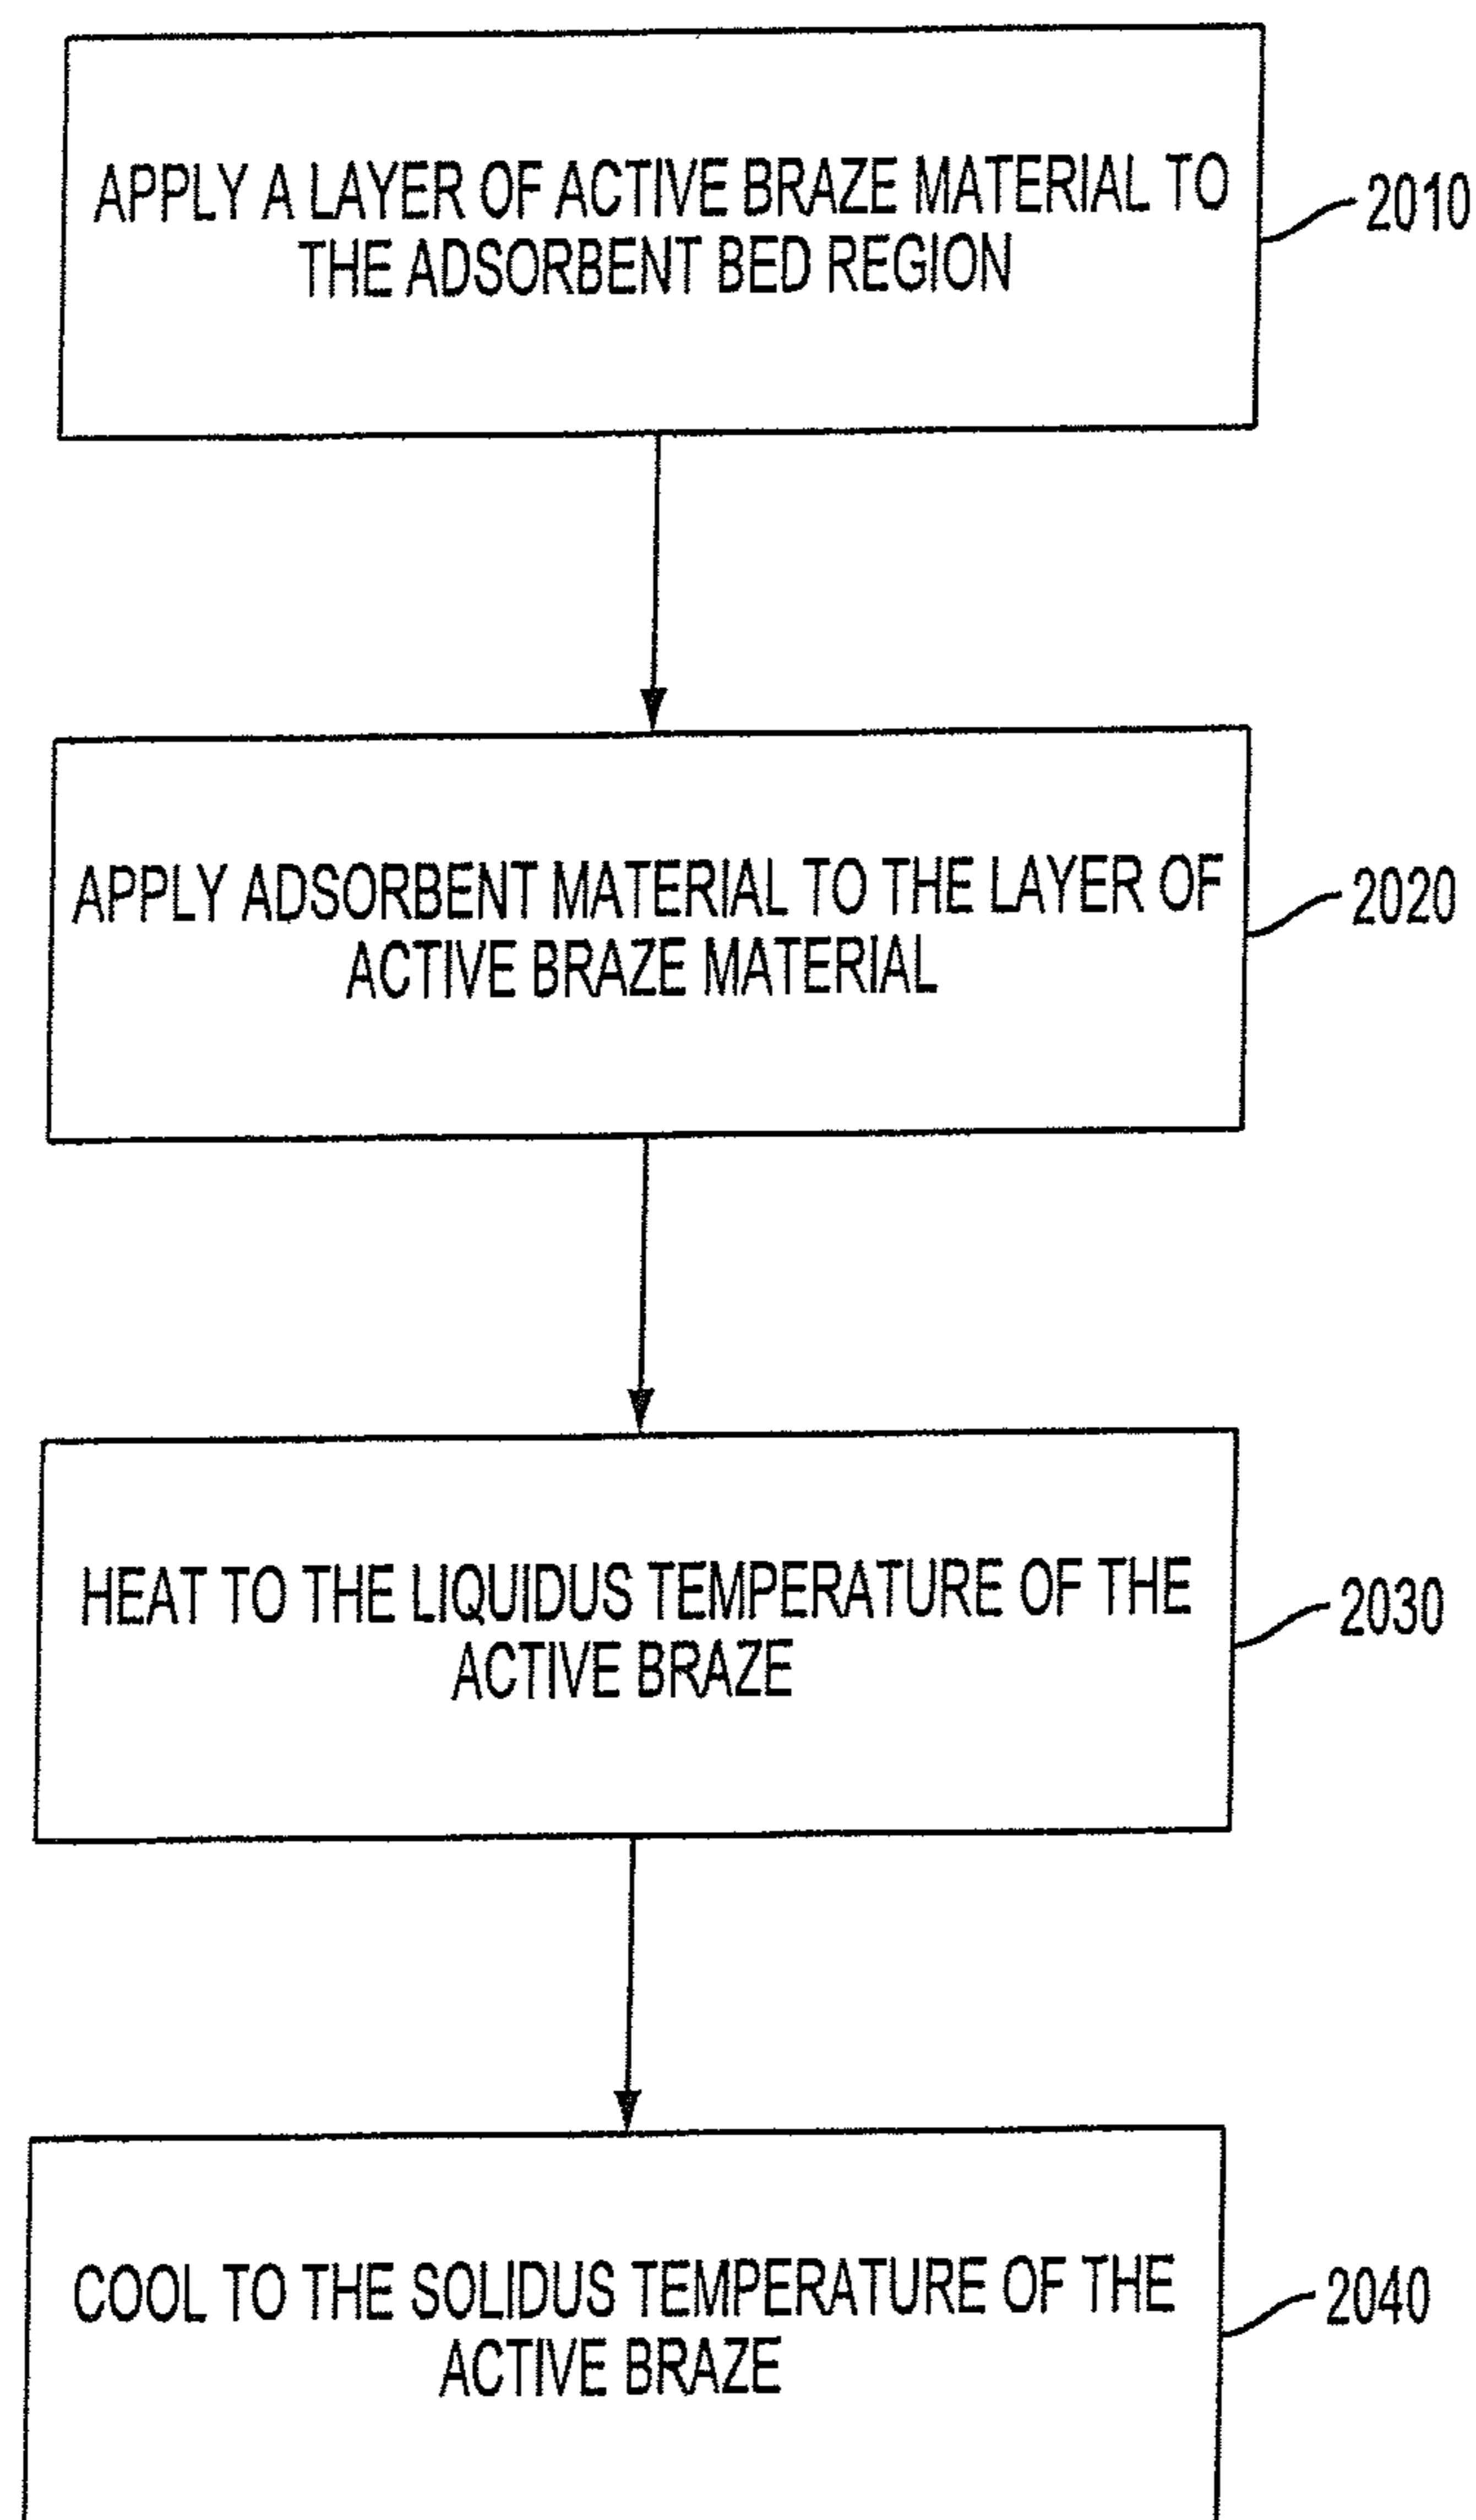 APPLY A LAYER OF ACTIVE BRAZE MATERIAL TO
THE ADSORBENT BED REGION
2010
APPLY ADSORBENT MATERIAL TO THE LAYER OF
ACTIVE BRAZE MATERIAL
2020
HEAT TO THE LIQUIDUS TEMPERATURE OF THE
ACTIVE BRAZE
2030
COOL TO THE SOLIDUS TEMPERATURE OF THE
ACTIVE BRAZE
2040